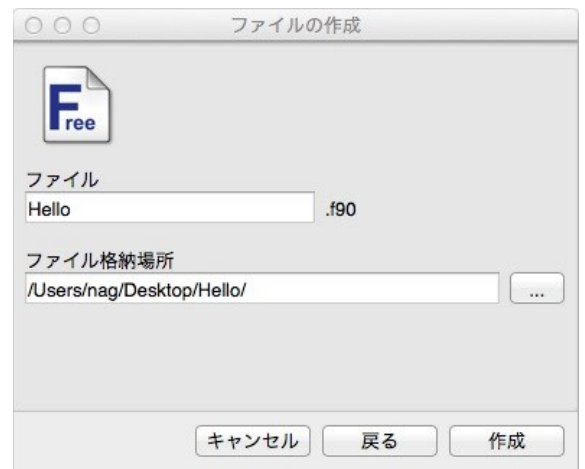 ファイルの作成
Free
ファイル
Hello .f90
ファイル格納場所
/Users/nag/Desktop/Hello/ ...
キャンセル 戻る 作成